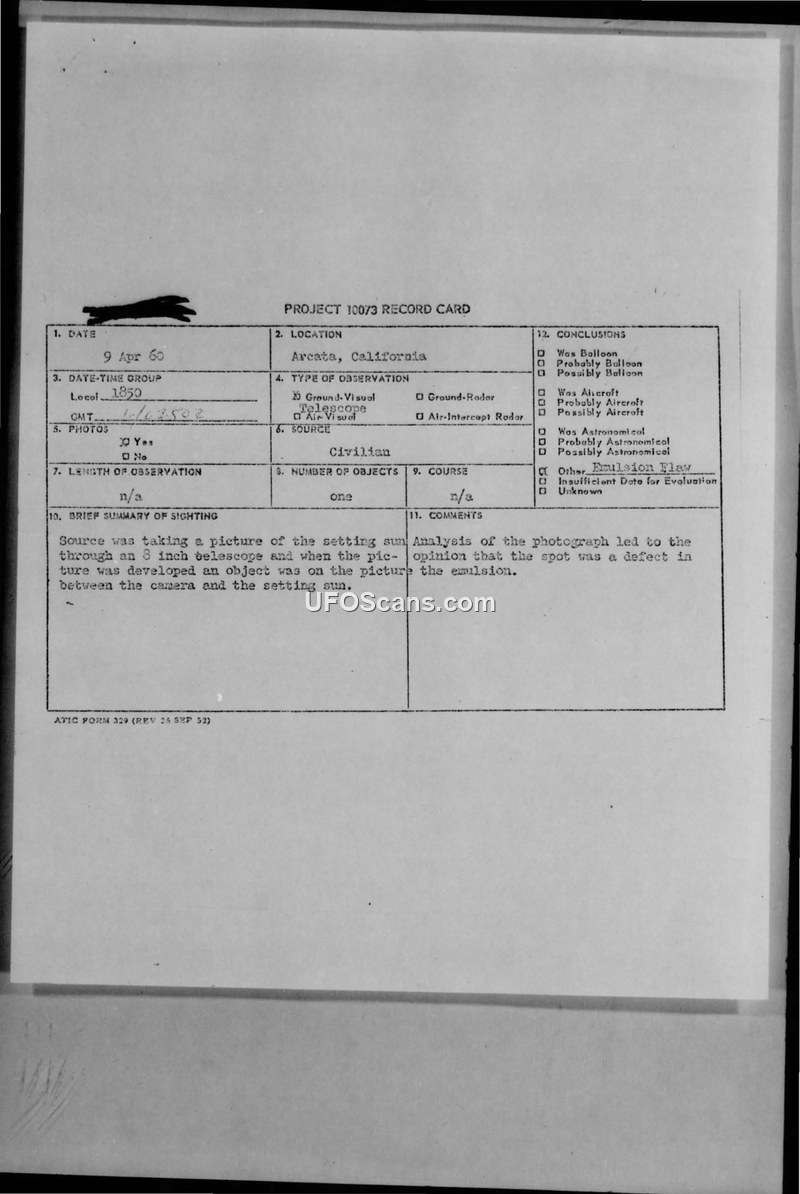 PROJECT 10073 RECORD CARD
1. DATE
9 Apr 60
2. LOCATION
Arcata, California
12. CONCLUSIONS
Was Balloon
Probably Balloon
Possibly Balloon
Was Aircraft
Probably Aircraft
Possibly Aircraft
Was Astronomical
Probably Astronomical
Possibly Astronomical
Other Emulsion Flaw
Insufficient Data for Evaluation
Unknown
3. DATE-TIME GROUP
Local 1850
GMT
4. TYPE OF OBSERVATION
Ground-Visual
Ground-Radar
Telescope
Air-Visual
Air-Intercept Radar
5. PHOTOS
Yes
No
6. SOURCE
Civilian
7. LENGTH OF OBSERVATION
n/a
8. NUMBER OF OBJECTS
one
9. COURSE
n/a
10. BRIEF SUMMARY OF SIGHTING
Source was taking a picture of the setting sun
through an 8 inch telescope and when the pic-
ture was developed an object was on the picture
between the camera and the setting sun.
11. COMMENTS
Analysis of the photograph led to the
opinion that the spot was a defect in
the emulsion.
UFOScans.com
ATIC FORM 329 (REV 26 SEP 52)